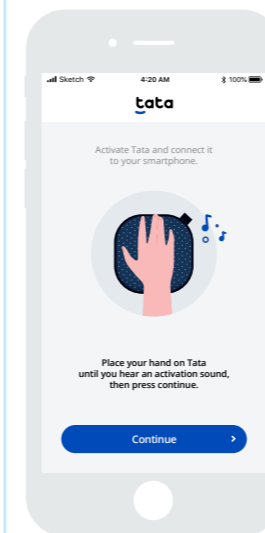 Sketch 4:20 AM 100%
tata
Activate Tata and connect it
to your smartphone.
Place your hand on Tata
until you hear an activation sound,
then press continue.
Continue